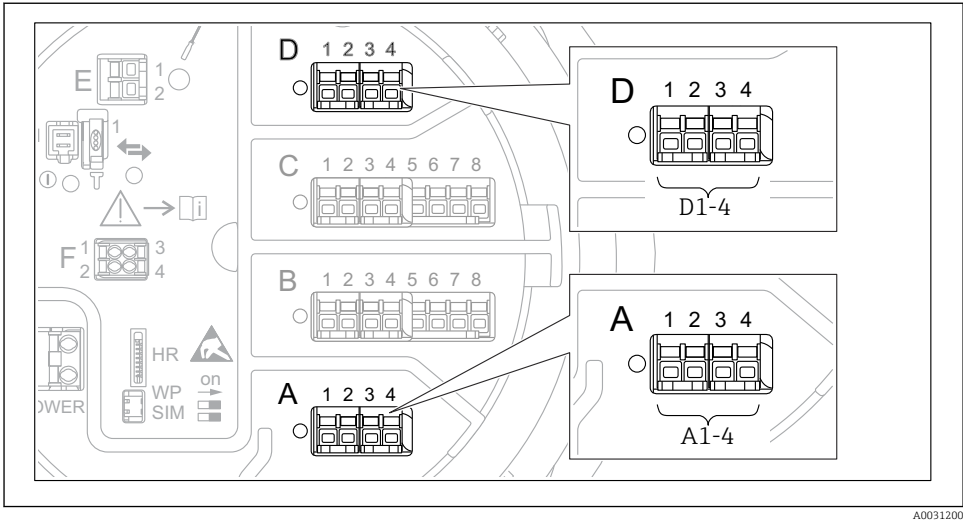 D 1 2 3 4
E 1
2
1
C 1 2 3 4 5 6 7 8
i
F 1 3
2 4
B 1 2 3 4 5 6 7 8
HR
WP
SIM
on
OWER
A 1 2 3 4
D 1 2 3 4
D1-4
A 1 2 3 4
A1-4
A0031200